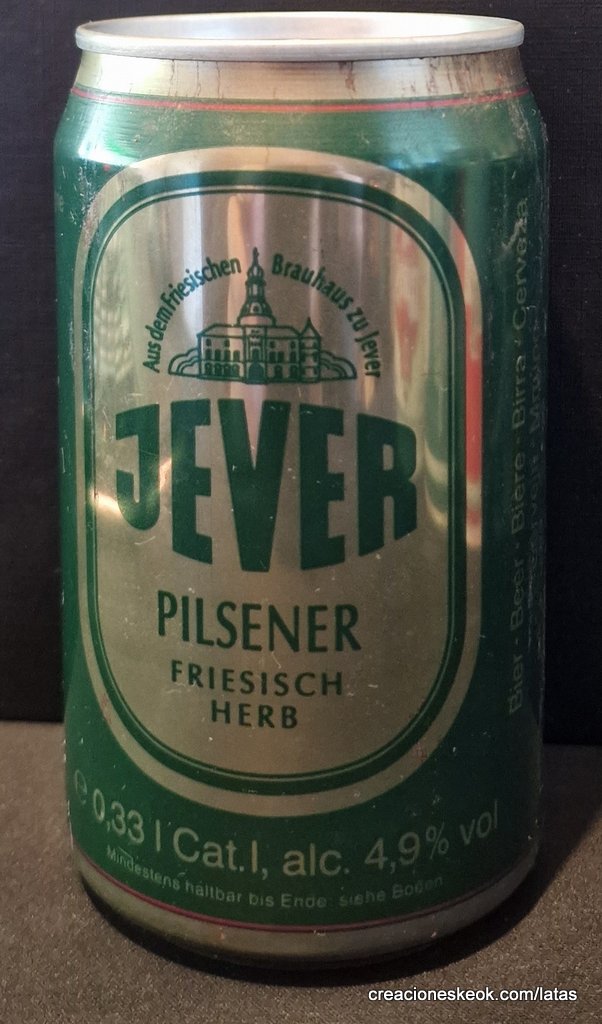 Aus dem Friesischen Brauhaus zu Jever
JEVER
PILSENER
FRIESISCH
HERB
e 0,33 l Cat.I, alc. 4,9% vol
Mindestens haltbar bis Ende: siehe Boden
Bier · Beer · Bière · Birra · Cerveza
creacioneskeok.com/latas